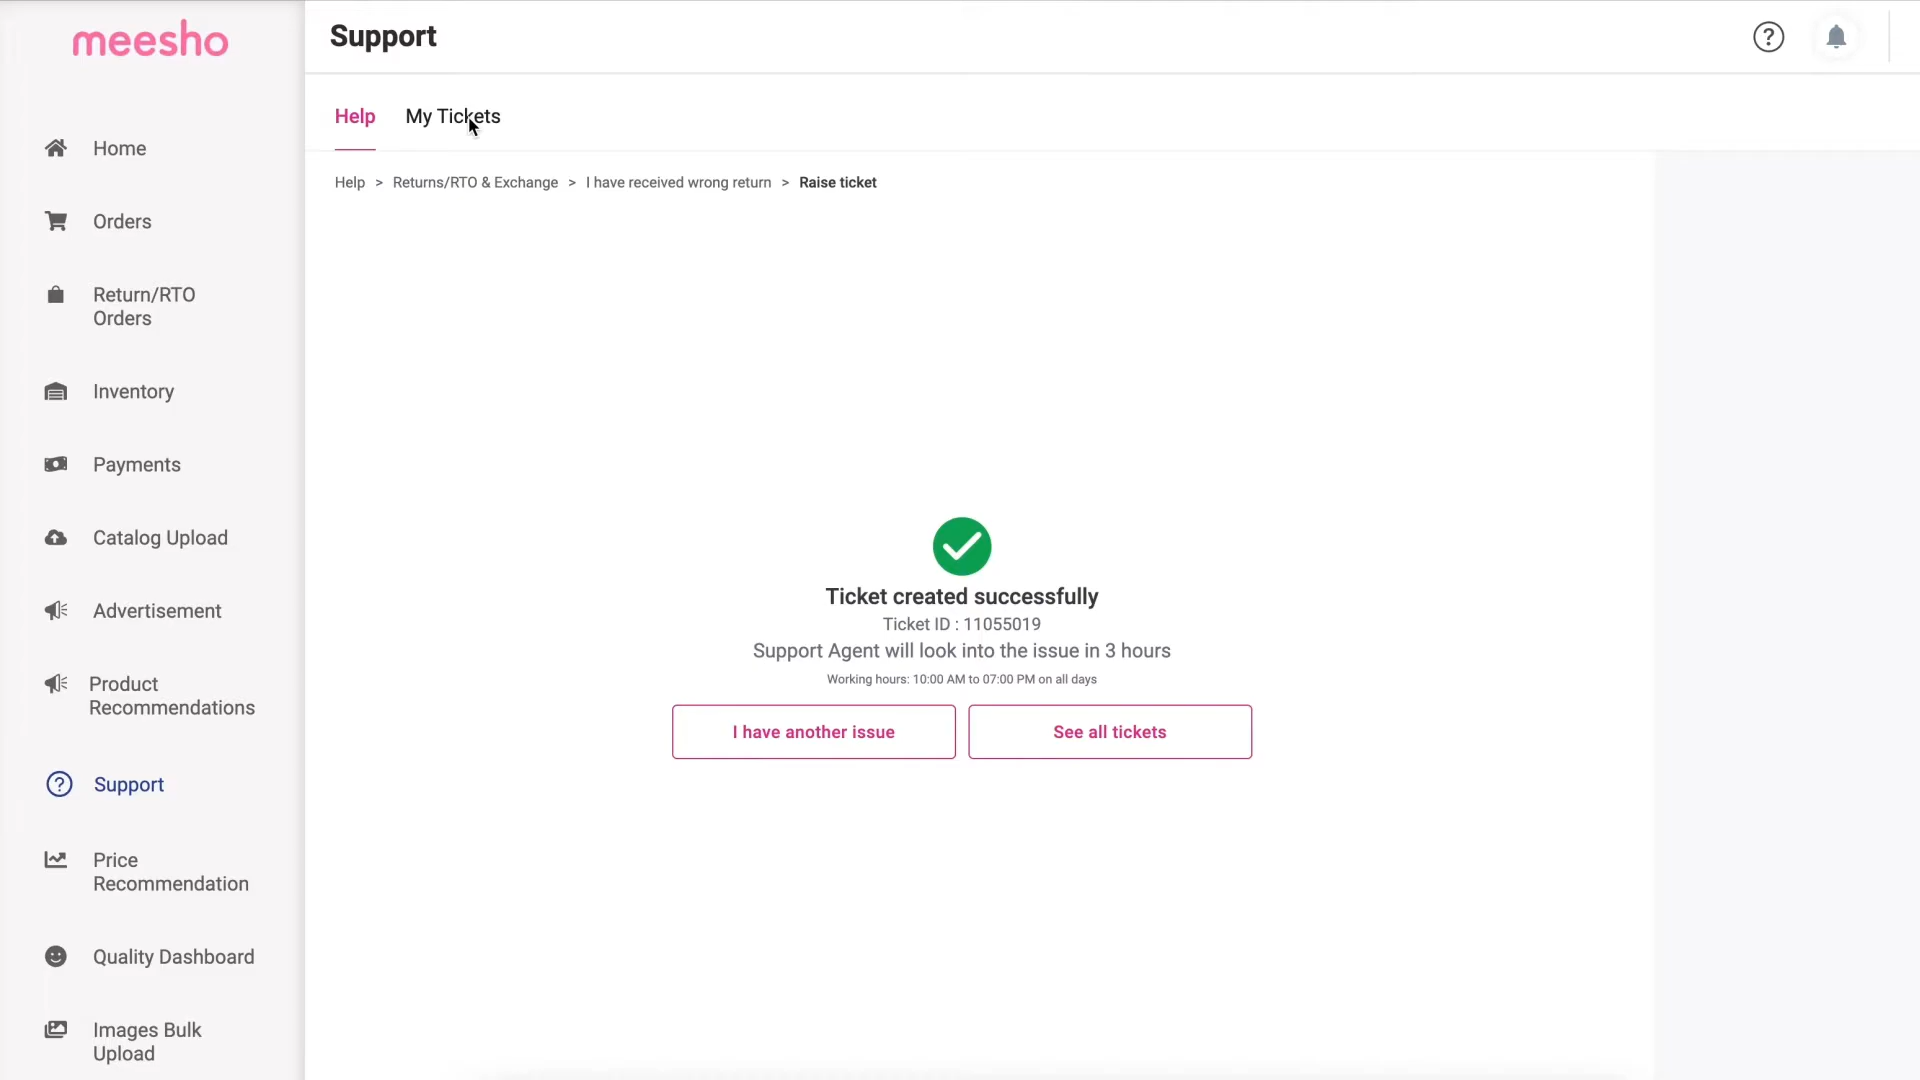 meesho
Support
Help
My Tickets
Help > Returns/RTO & Exchange > I have received wrong return > Raise ticket
Home
Orders
Return/RTO
Orders
Inventory
Payments
Catalog Upload
Advertisement
Product
Recommendations
Support
Price
Recommendation
Quality Dashboard
Images Bulk
Upload
Ticket created successfully
Ticket ID : 11055019
Support Agent will look into the issue in 3 hours
Working hours: 10:00 AM to 07:00 PM on all days
I have another issue
See all tickets